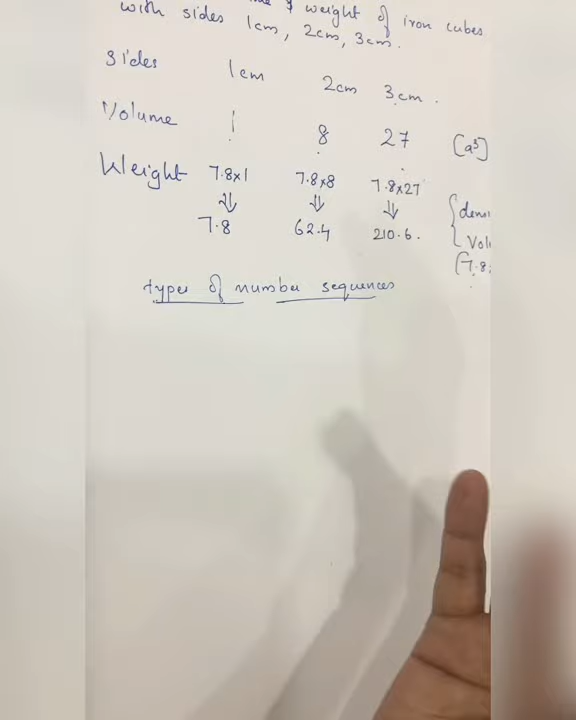 weight of iron cubes
with sides 1cm, 2cm, 3cm.
Sides 1cm 2cm 3cm.
Volume 1 8 27 [a³]
Weight 7.8x1 7.8x8 7.8x27
⇓ ⇓ ⇓
7.8 62.4 210.6.
types of number sequences